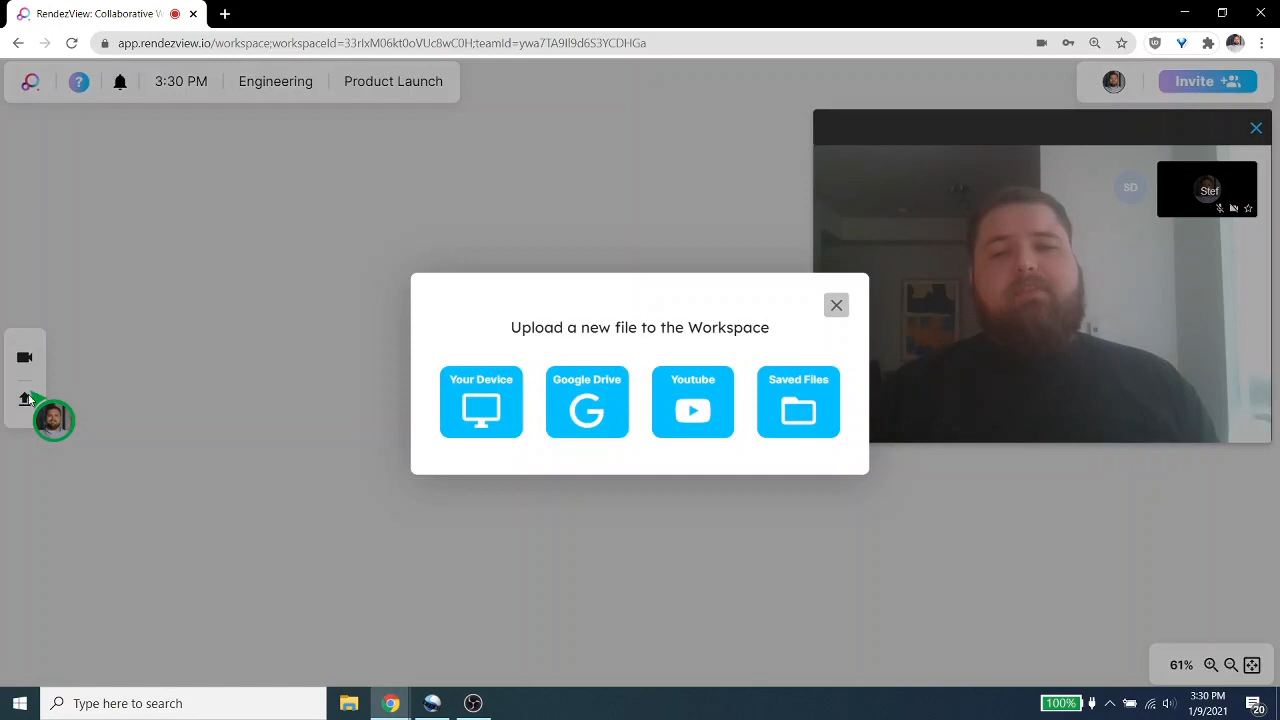 RendezView: Collaborative W
app.rendezview.io/workspace;workspaceId=33rIxM06kt0oVUc9vC0H;teamId=ywa7TA9Il9d6S3YCDHGa
3:30 PM
Engineering
Product Launch
Invite
SD
Stef
Upload a new file to the Workspace
Your Device
Google Drive
Youtube
Saved Files
61%
Type here to search
100%
3:30 PM
1/9/2021
20